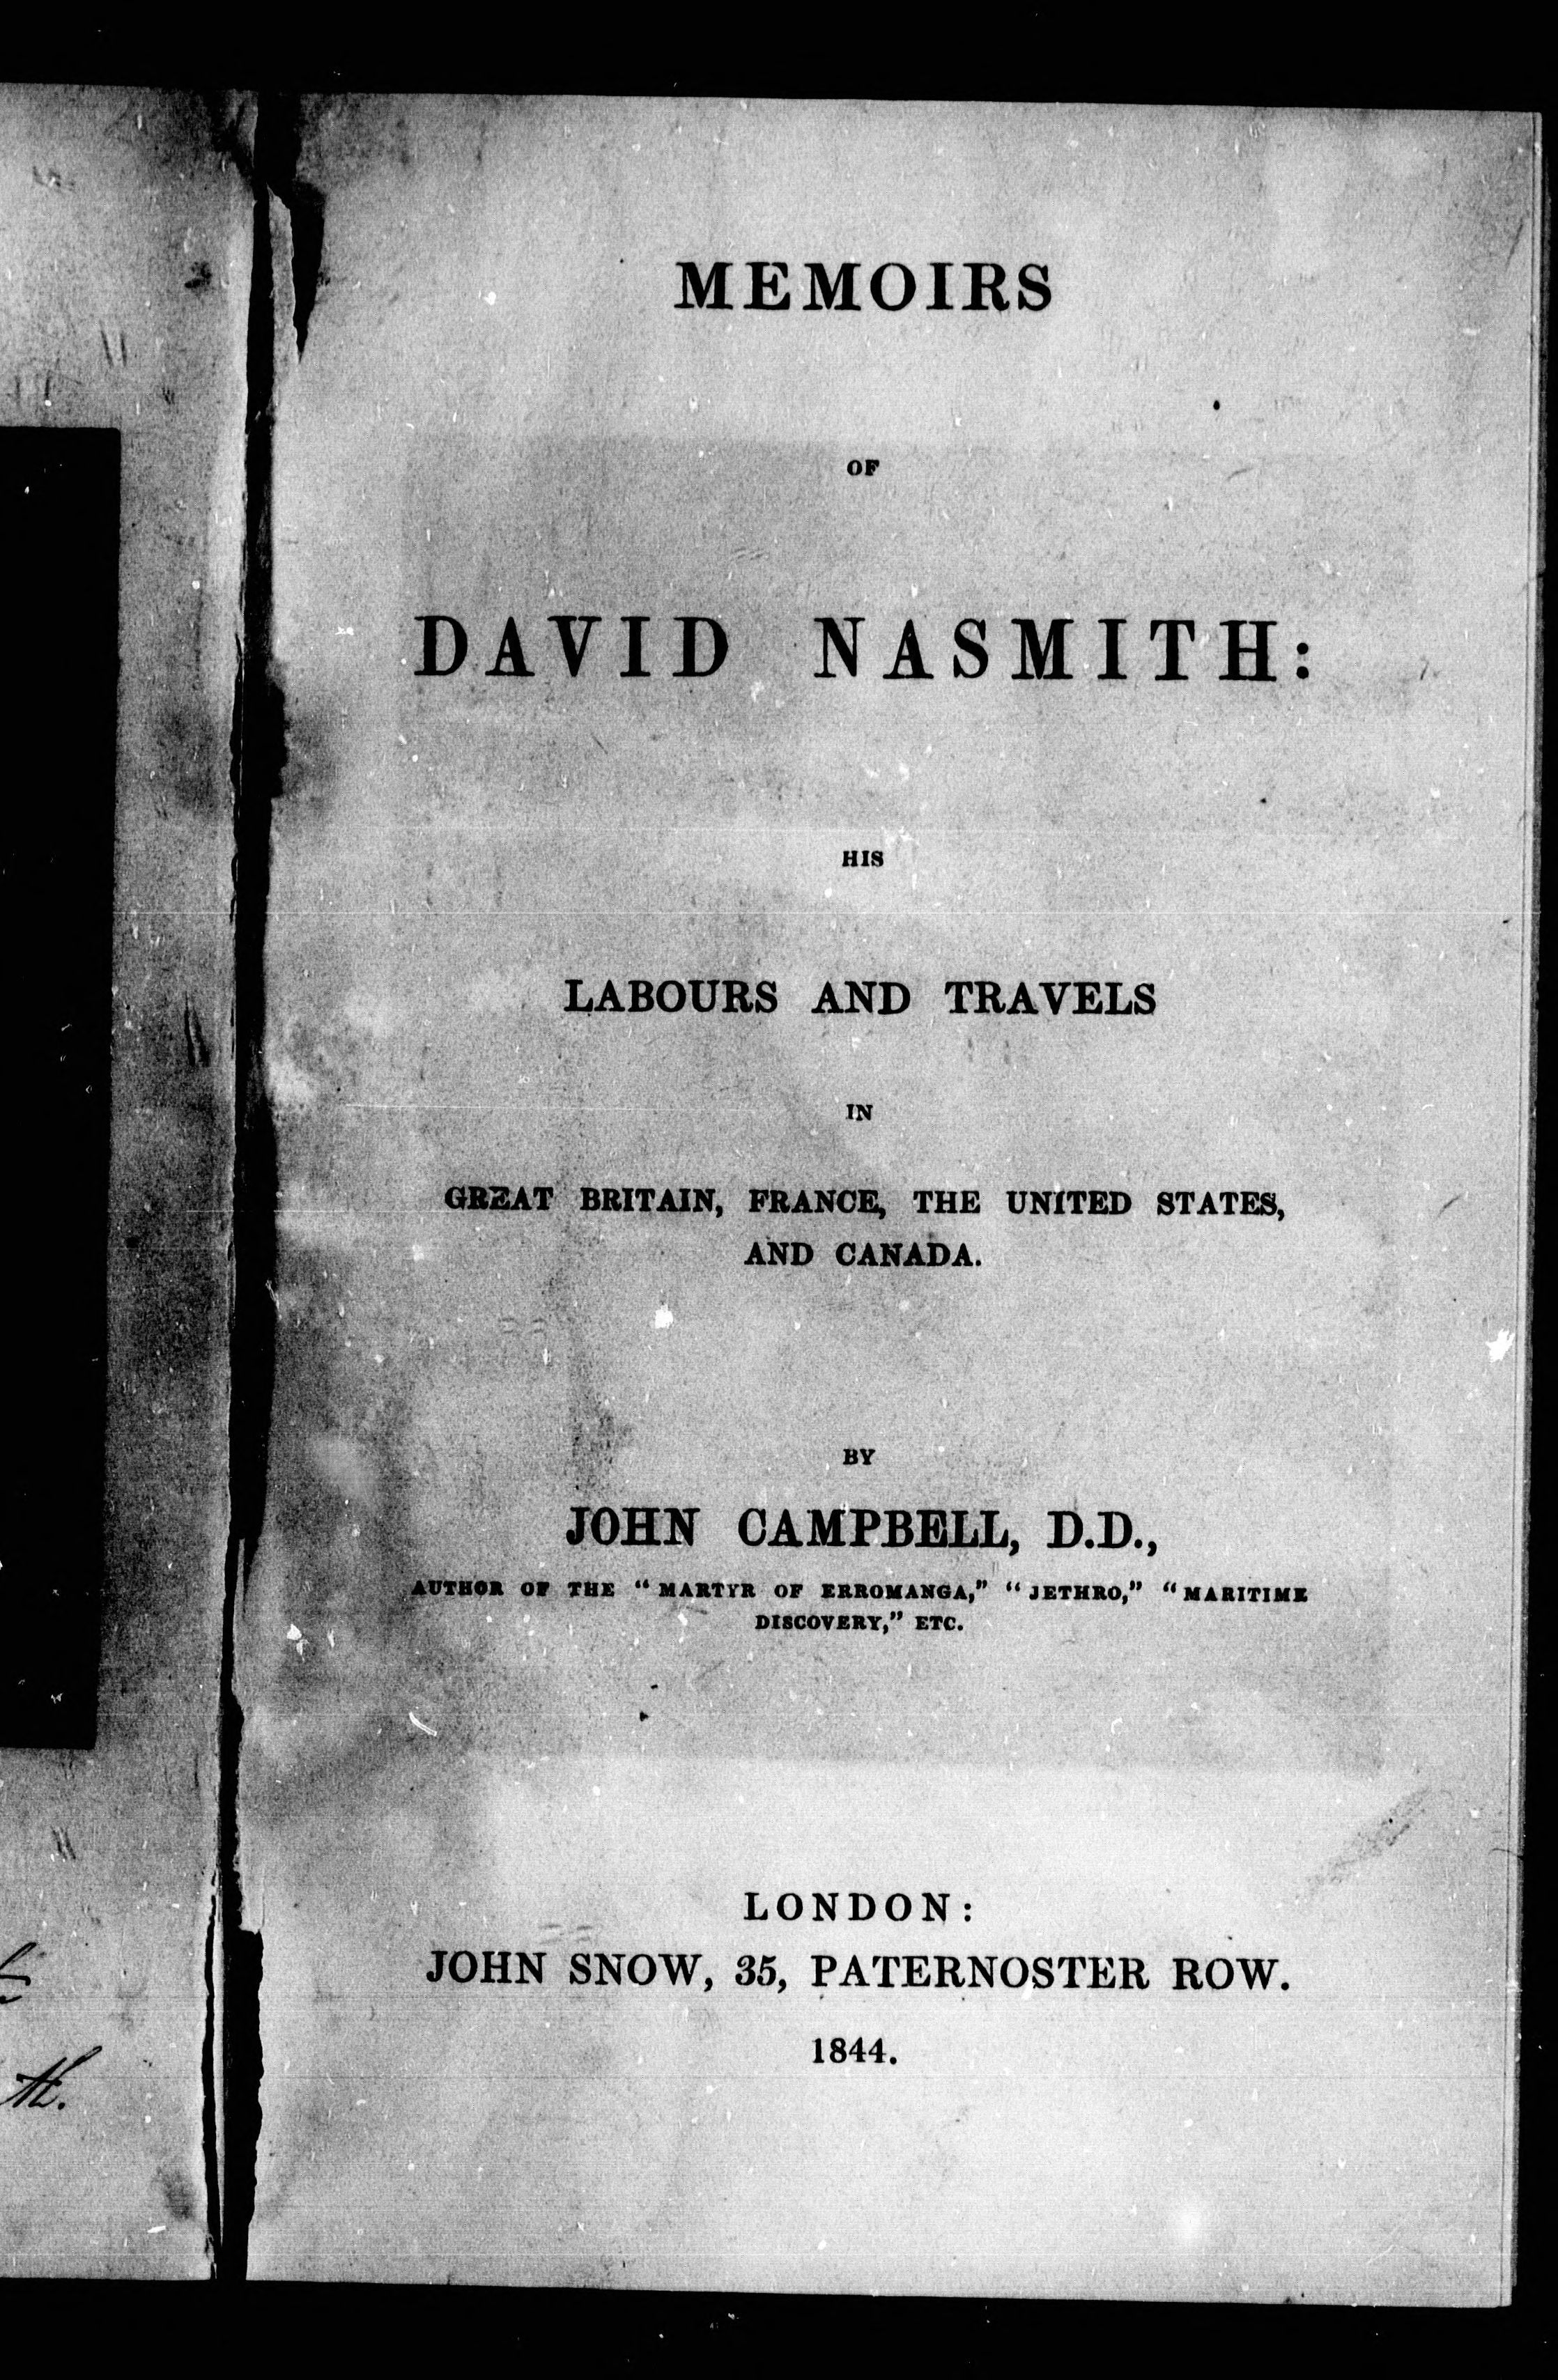 MEMOIRS
OF
DAVID NASMITH:
HIS
LABOURS AND TRAVELS
IN
GREAT BRITAIN, FRANCE, THE UNITED STATES,
AND CANADA.
BY
JOHN CAMPBELL, D.D.,
AUTHOR OF THE "MARTYR OF ERROMANGA," "JETHRO," "MARITIME
DISCOVERY," ETC.
LONDON:
JOHN SNOW, 35, PATERNOSTER ROW.
1844.